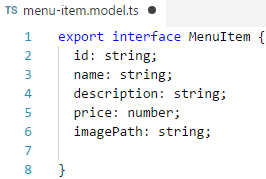 TS menu-item.model.ts ●
1 export interface MenuItem {
2 id: string;
3 name: string;
4 description: string;
5 price: number;
6 imagePath: string;
7
8 }